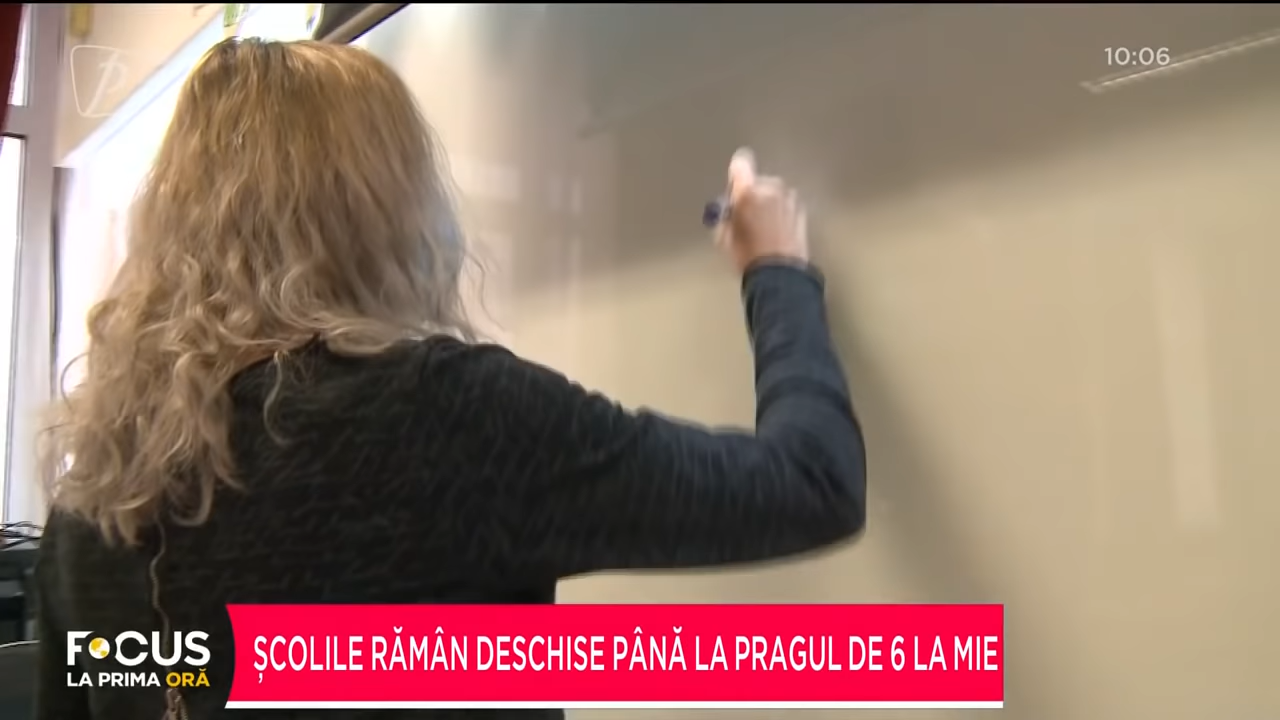 10:06
FOCUS
LA PRIMA ORĂ
ȘCOLILE RĂMÂN DESCHISE PÂNĂ LA PRAGUL DE 6 LA MIE